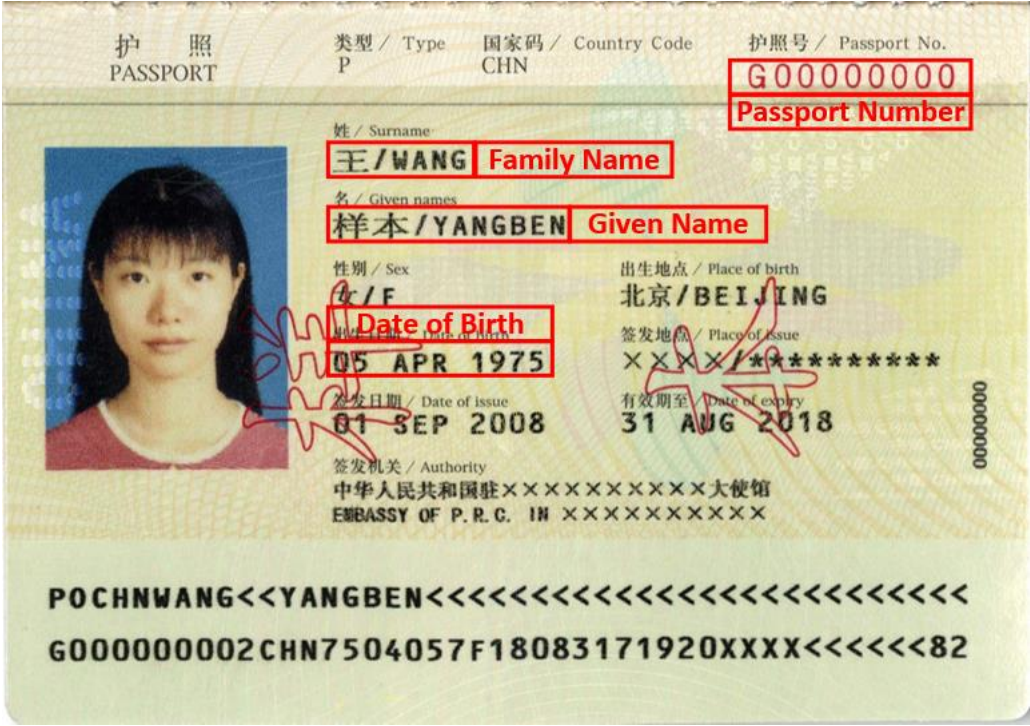 护 照
PASSPORT
类型 / Type
P
国家码 / Country Code
CHN
护照号 / Passport No.
G00000000
Passport Number
姓 / Surname
王/WANG
Family Name
名 / Given names
样本/YANGBEN
Given Name
性别 / Sex
女/F
出生地点 / Place of birth
北京/BEIJING
Date of Birth
出生日期 / Date of birth
05 APR 1975
签发地点 / Place of issue
××××/**********
签发日期 / Date of issue
01 SEP 2008
有效期至 / Date of expiry
31 AUG 2018
00000000
签发机关 / Authority
中华人民共和国驻××××××××××大使馆
EMBASSY OF P.R.C. IN ××××××××××
样
本
POCHNWANG<<YANGBEN<<<<<<<<<<<<<<<<<<<<<<<<<<
G000000002CHN7504057F18083171920XXXX<<<<<<82